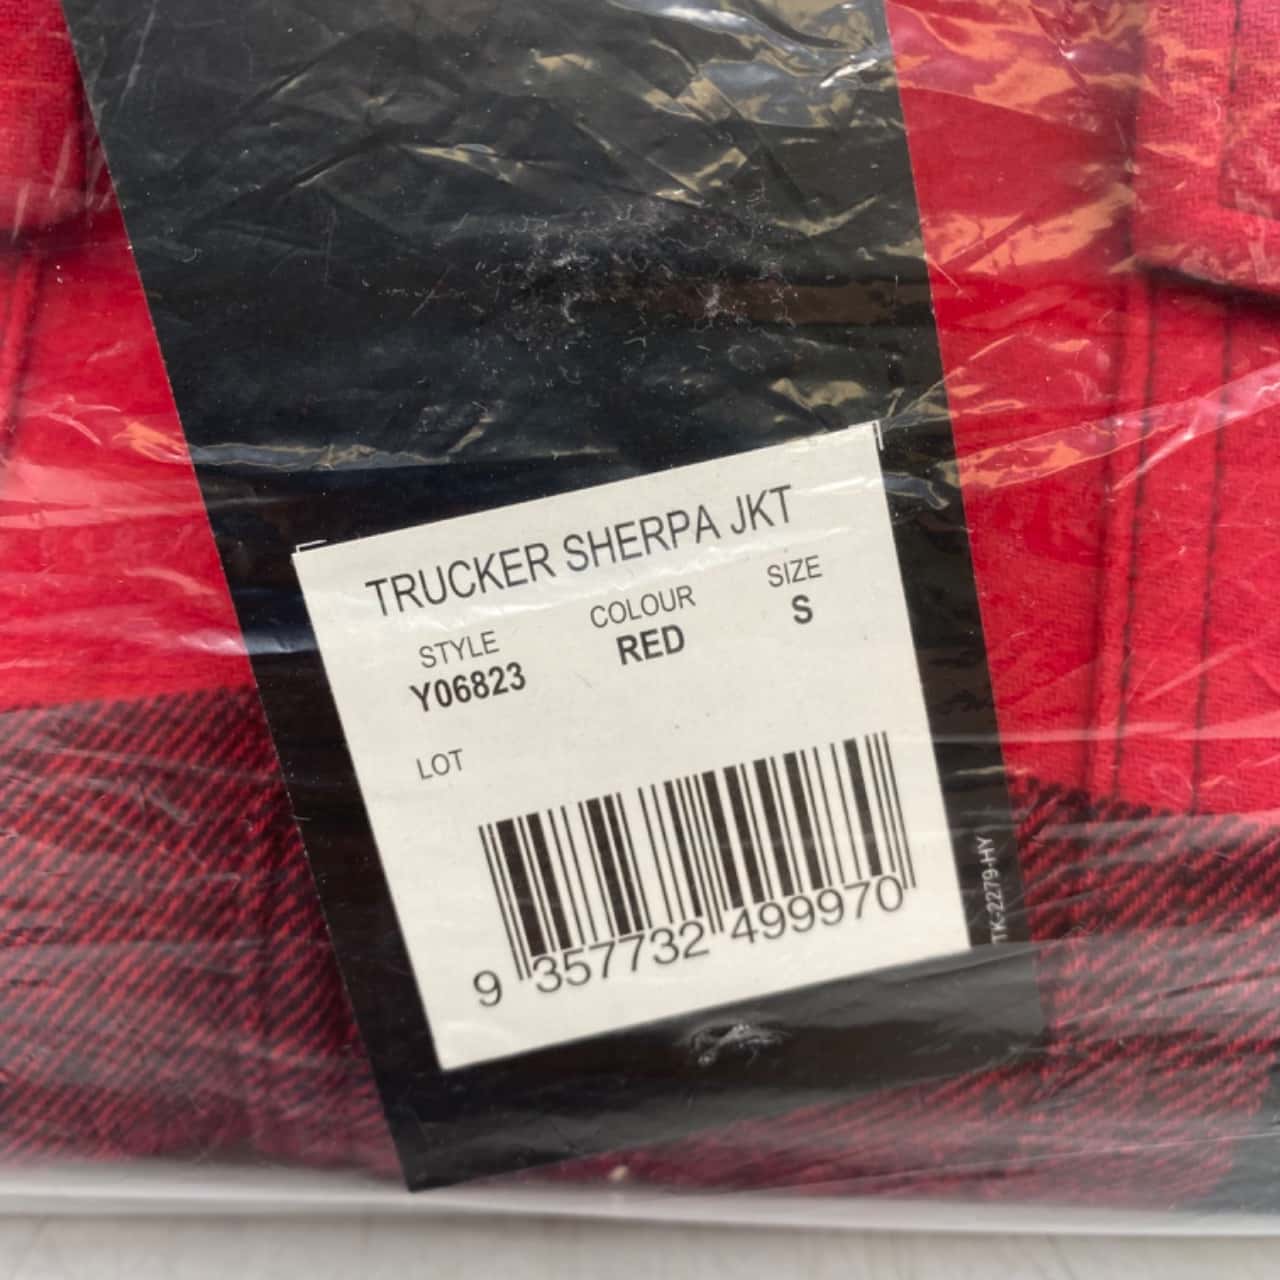 TRUCKER SHERPA JKT
STYLE COLOUR SIZE
Y06823 RED S
LOT
9 357732 499970
TK-2279-HY